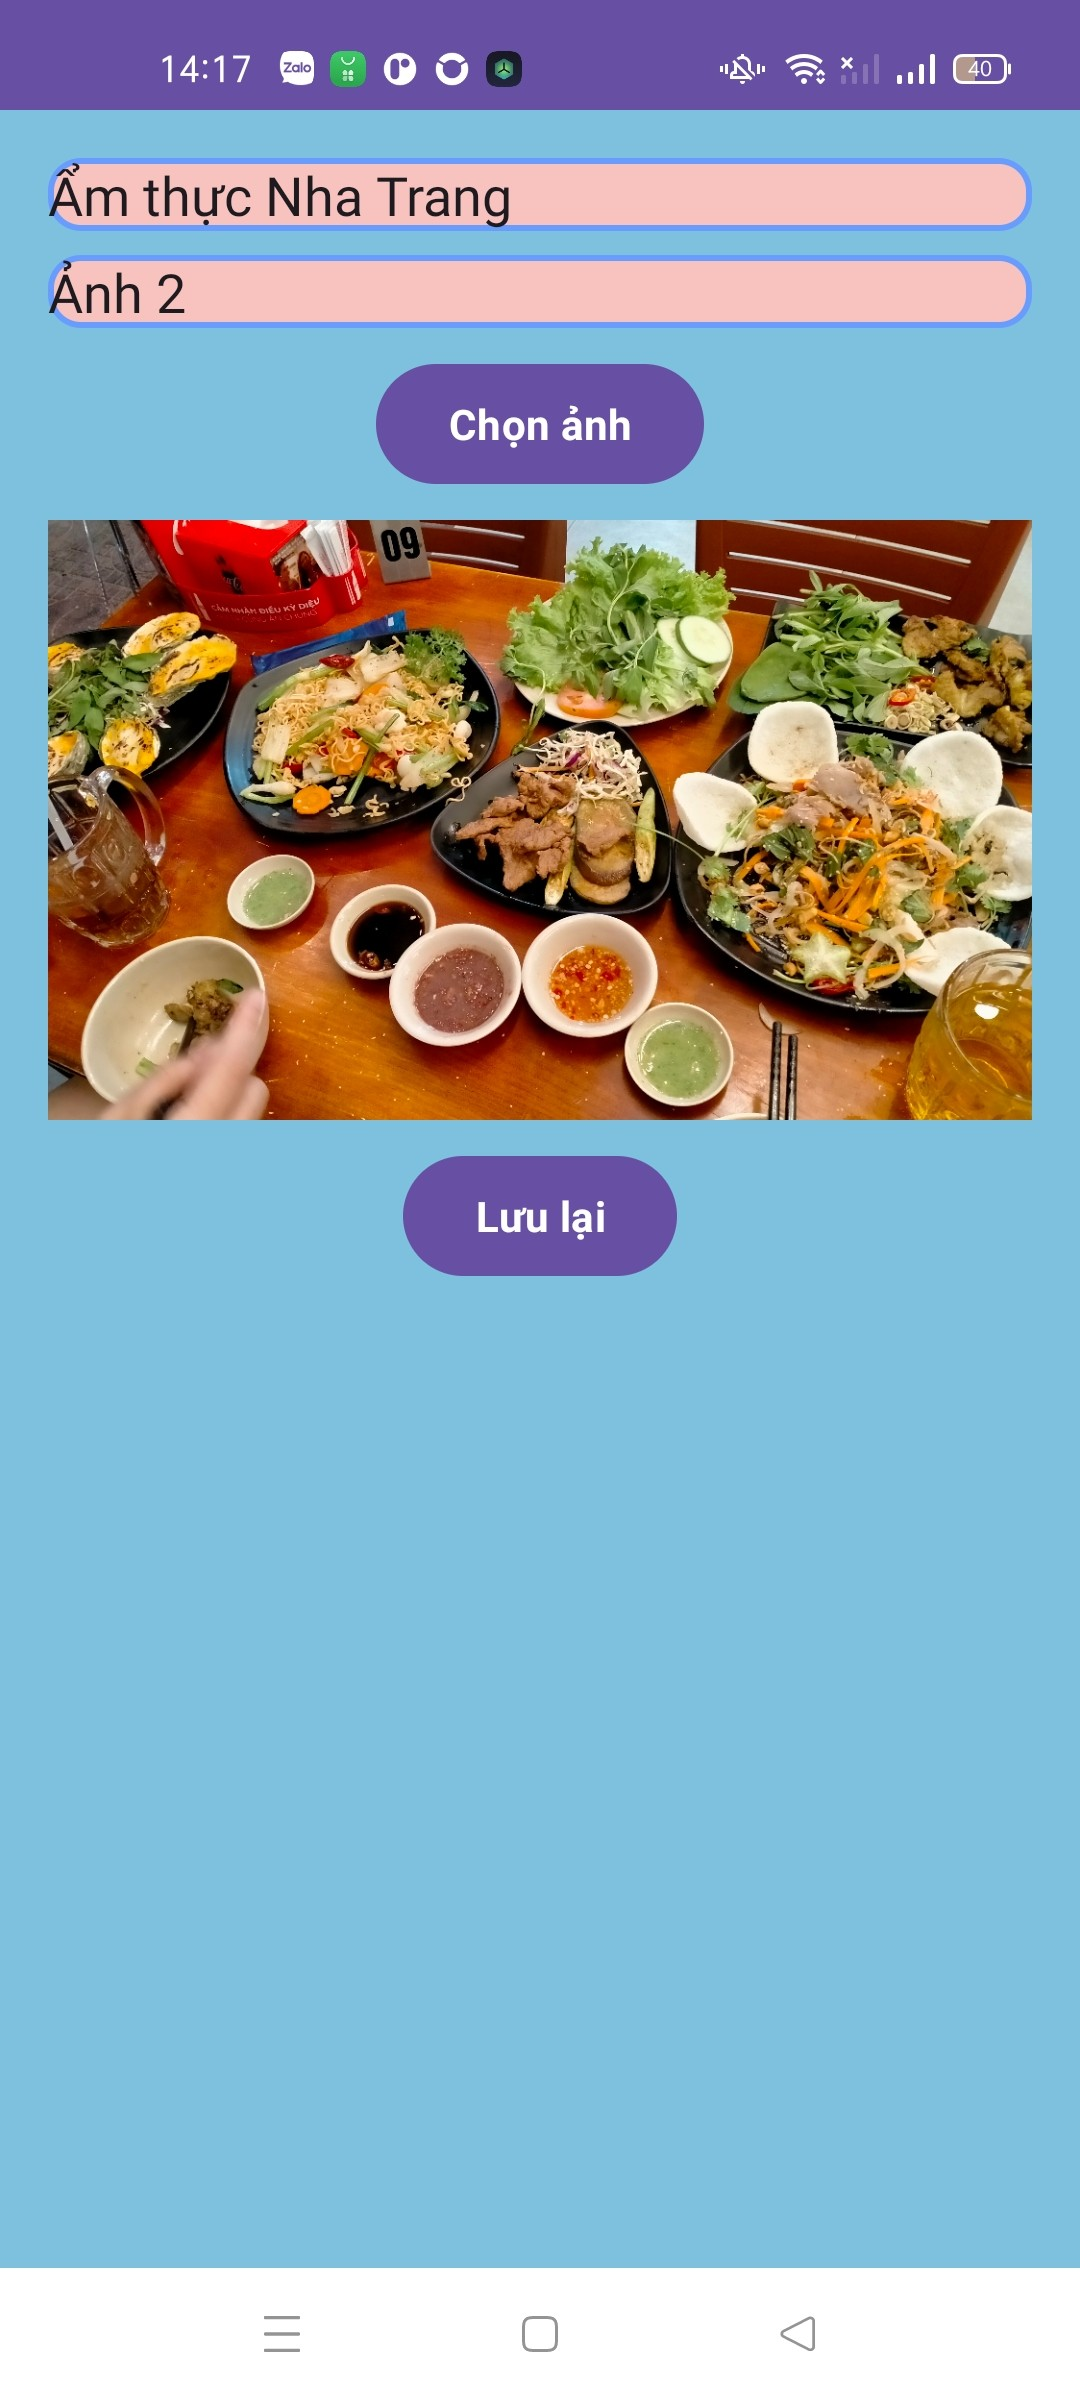 14:17 Zalo 40
Ẩm thực Nha Trang
Ảnh 2
Chọn ảnh
09
CẢM NHẬN ĐIỀU KỲ DIỆU
Lưu lại